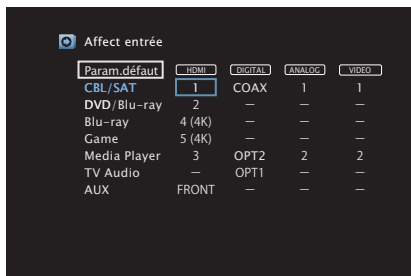 Affect entrée
Param.défaut HDMI DIGITAL ANALOG VIDEO
CBL/SAT 1 COAX 1 1
DVD/Blu-ray 2 – – –
Blu-ray 4 (4K) – – –
Game 5 (4K) – – –
Media Player 3 OPT2 2 2
TV Audio – OPT1 – –
AUX FRONT – – –